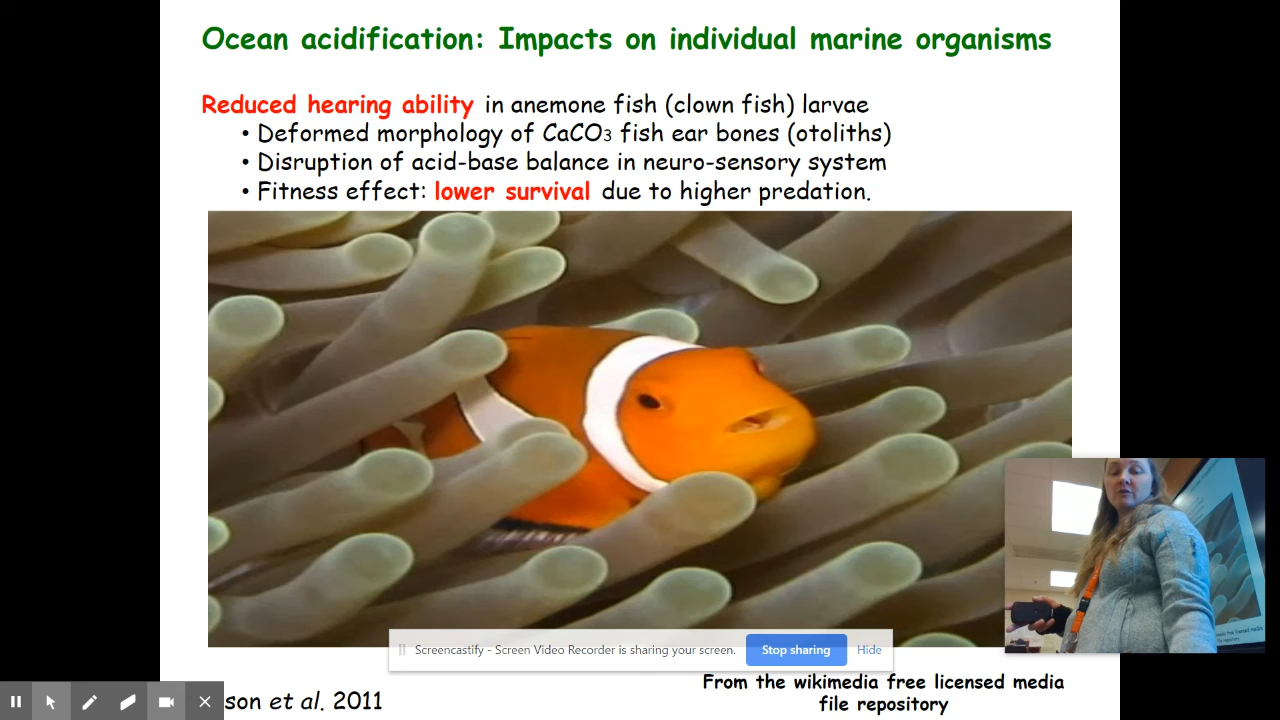 Ocean acidification: Impacts on individual marine organisms
Reduced hearing ability in anemone fish (clown fish) larvae
• Deformed morphology of CaCO3 fish ear bones (otoliths)
• Disruption of acid-base balance in neuro-sensory system
• Fitness effect: lower survival due to higher predation.
Screencastify - Screen Video Recorder is sharing your screen.
Stop sharing
Hide
son et al. 2011
From the wikimedia free licensed media
file repository